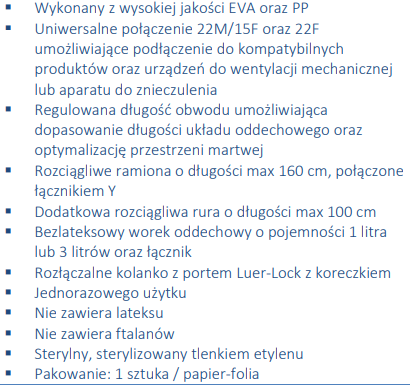 ▪ Wykonany z wysokiej jakości EVA oraz PP
▪ Uniwersalne połączenie 22M/15F oraz 22F
umożliwiające podłączenie do kompatybilnych
produktów oraz urządzeń do wentylacji mechanicznej
lub aparatu do znieczulenia
▪ Regulowana długość obwodu umożliwiająca
dopasowanie długości układu oddechowego oraz
optymalizację przestrzeni martwej
▪ Rozciągliwe ramiona o długości max 160 cm, połączone
łącznikiem Y
▪ Dodatkowa rozciągliwa rura o długości max 100 cm
▪ Bezlateksowy worek oddechowy o pojemności 1 litra
lub 3 litrów oraz łącznik
▪ Rozłączalne kolanko z portem Luer-Lock z koreczkiem
▪ Jednorazowego użytku
▪ Nie zawiera lateksu
▪ Nie zawiera ftalanów
▪ Sterylny, sterylizowany tlenkiem etylenu
▪ Pakowanie: 1 sztuka / papier-folia